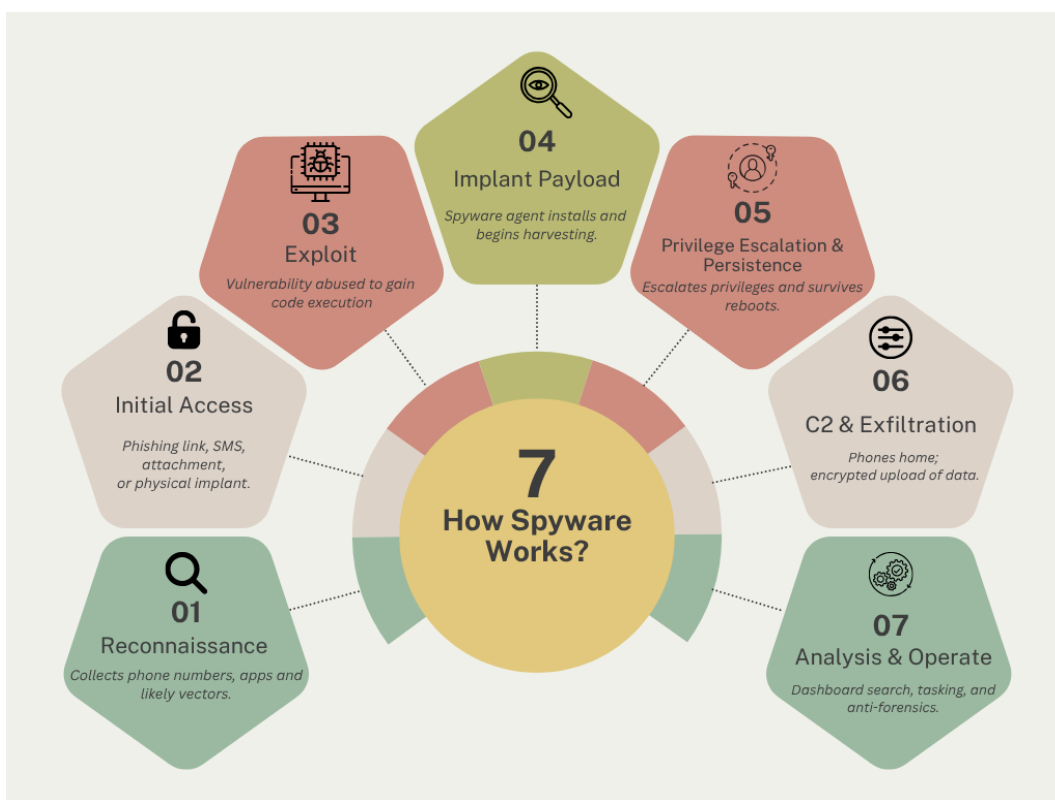 7
How Spyware
Works?
01
Reconnaissance
Collects phone numbers, apps and
likely vectors.
02
Initial Access
Phishing link, SMS,
attachment,
or physical implant.
03
Exploit
Vulnerability abused to gain
code execution
04
Implant Payload
Spyware agent installs and
begins harvesting.
05
Privilege Escalation &
Persistence
Escalates privileges and survives
reboots.
06
C2 & Exfiltration
Phones home;
encrypted upload of data.
07
Analysis & Operate
Dashboard search, tasking, and
anti-forensics.